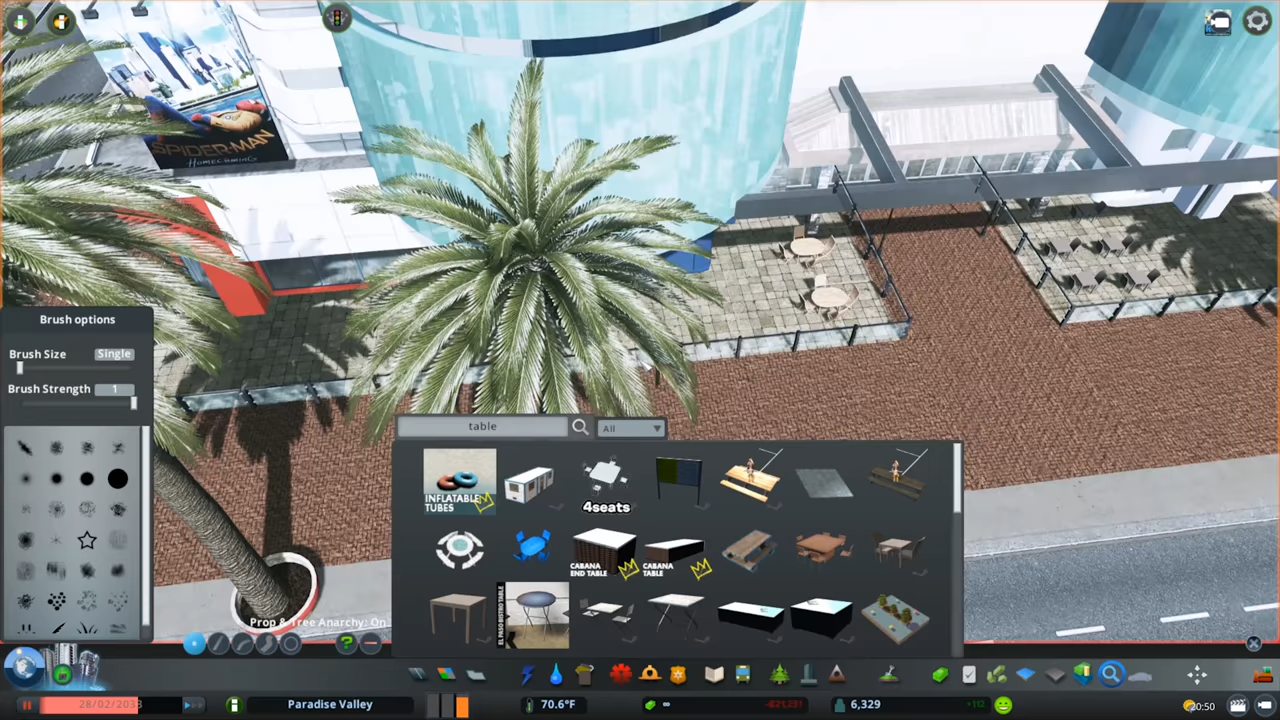 SPIDER-MAN
HOMECOMING
Brush options
Brush Size Single
Brush Strength 1
table
All
INFLATABLE
TUBES
4seats
CABANA
END TABLE
CABANA
TABLE
EL PASO BISTRO TABLE
Prop & Tree Anarchy: On
?
Paradise Valley
70.6°F
∞
6,329
20:50